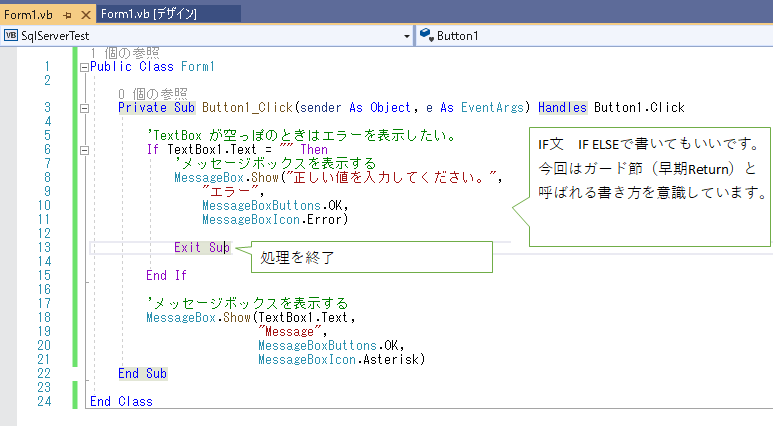 Form1.vb Form1.vb [デザイン]
SqlServerTest Button1
1 個の参照
1 Public Class Form1
2
0 個の参照
3 Private Sub Button1_Click(sender As Object, e As EventArgs) Handles Button1.Click
4
5 'TextBox が空っぽのときはエラーを表示したい。
6 If TextBox1.Text = "" Then
7 'メッセージボックスを表示する
8 MessageBox.Show("正しい値を入力してください。",
9 "エラー",
10 MessageBoxButtons.OK,
11 MessageBoxIcon.Error)
12
13 Exit Sub
14
15 End If
16
17 'メッセージボックスを表示する
18 MessageBox.Show(TextBox1.Text,
19 "Message",
20 MessageBoxButtons.OK,
21 MessageBoxIcon.Asterisk)
22 End Sub
23
24 End Class
IF文　IF ELSEで書いてもいいです。
今回はガード節（早期Return）と
呼ばれる書き方を意識しています。
処理を終了